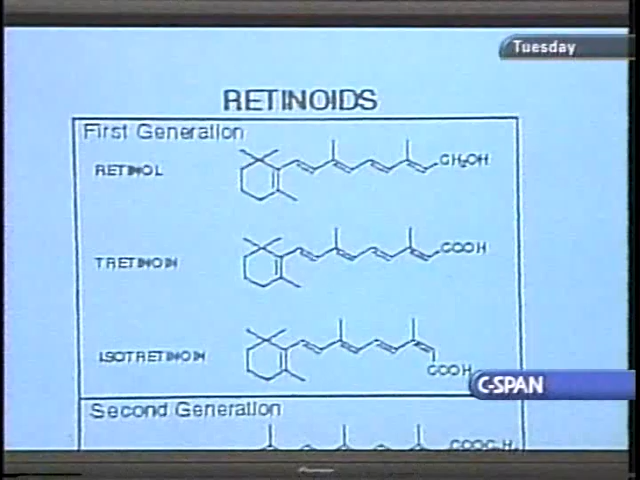 Tuesday
RETINOIDS
First Generation
RETINOL
CH₂OH
TRETINOIN
COOH
ISOTRETINOIN
COOH
C-SPAN
Second Generation